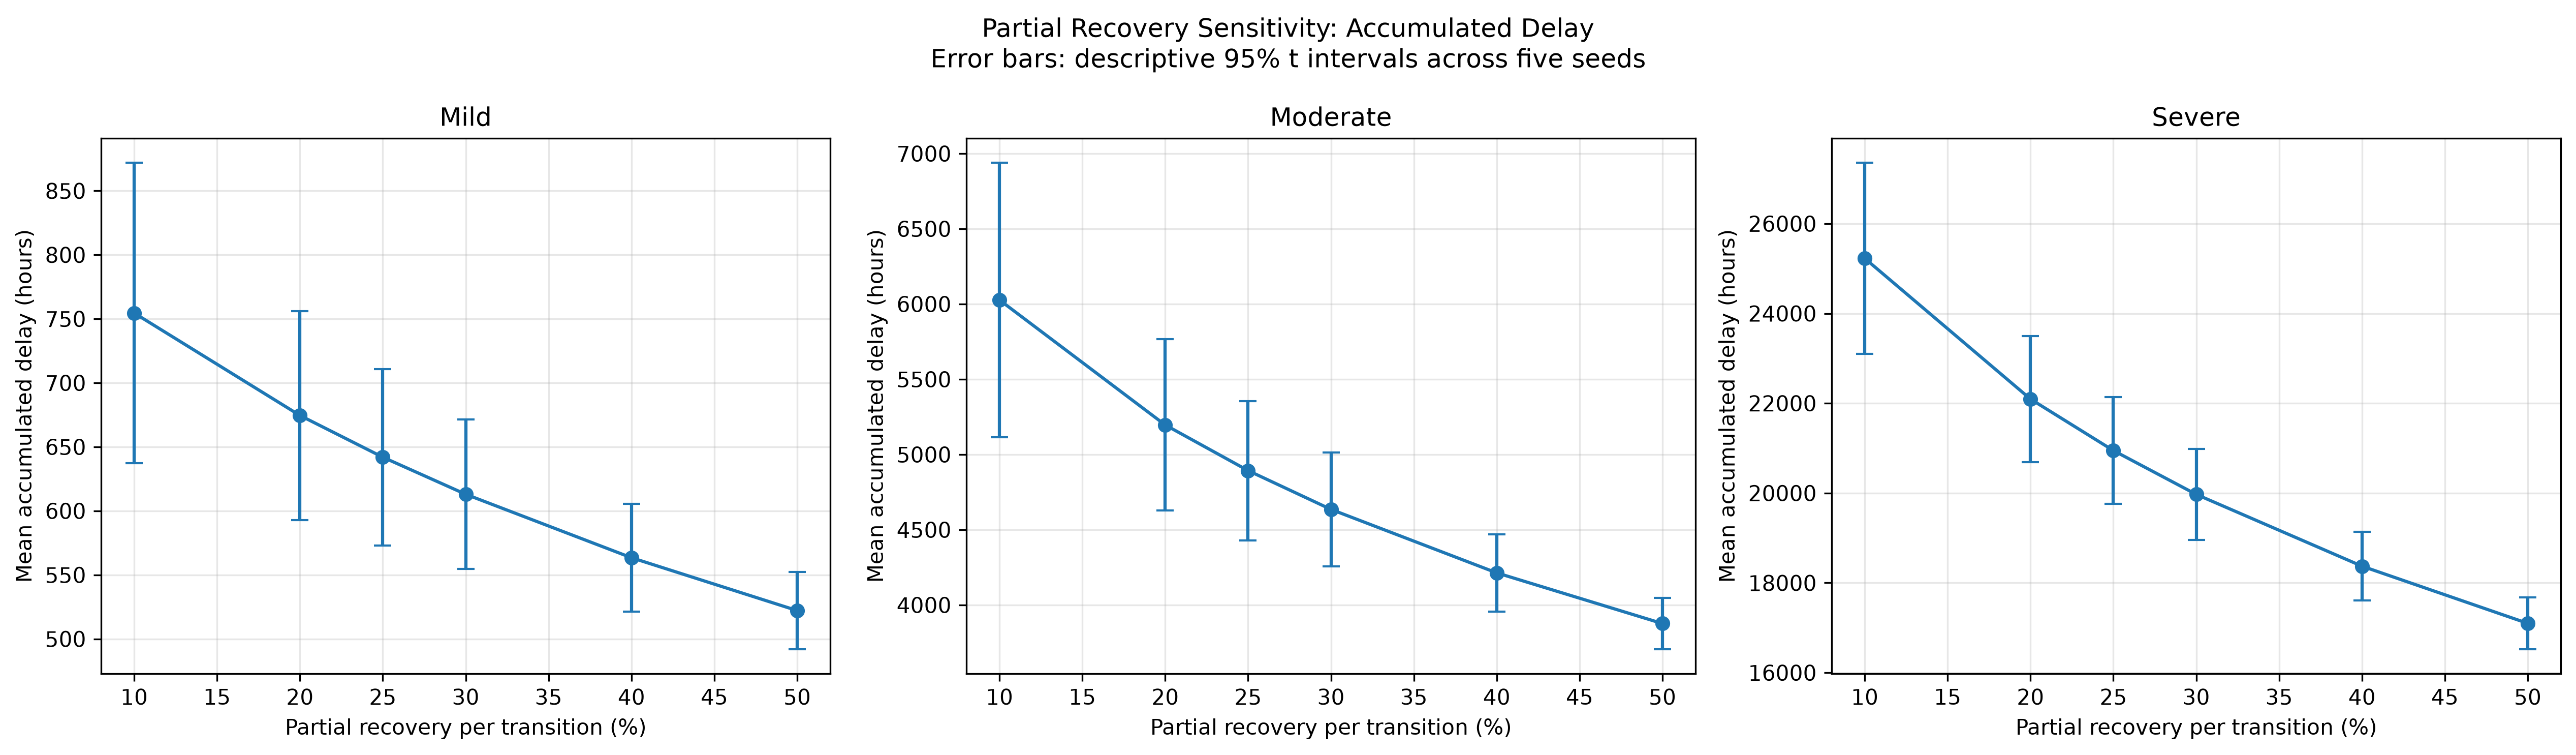 Partial Recovery Sensitivity: Accumulated Delay
Error bars: descriptive 95% t intervals across five seeds
Mild
Mean accumulated delay (hours)
850
800
750
700
650
600
550
500
10 15 20 25 30 35 40 45 50
Partial recovery per transition (%)
Moderate
Mean accumulated delay (hours)
7000
6500
6000
5500
5000
4500
4000
10 15 20 25 30 35 40 45 50
Partial recovery per transition (%)
Severe
Mean accumulated delay (hours)
26000
24000
22000
20000
18000
16000
10 15 20 25 30 35 40 45 50
Partial recovery per transition (%)